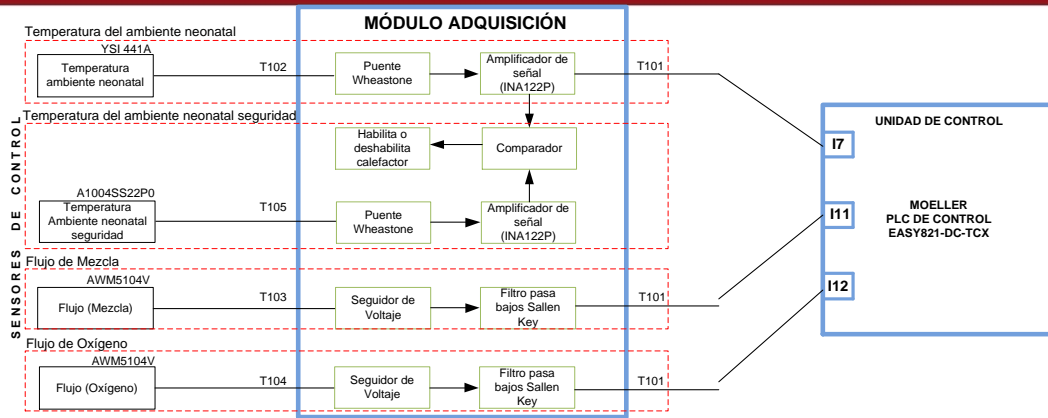 MÓDULO ADQUISICIÓN
SENSORES DE CONTROL
Temperatura del ambiente neonatal
YSI 441A
Temperatura
ambiente neonatal
T102
Puente
Wheastone
Amplificador de
señal
(INA122P)
T101
Temperatura del ambiente neonatal seguridad
Habilita o
deshabilita
calefactor
Comparador
A1004SS22P0
Temperatura
Ambiente neonatal
seguridad
T105
Puente
Wheastone
Amplificador de
señal
(INA122P)
Flujo de Mezcla
AWM5104V
Flujo (Mezcla)
T103
Seguidor de
Voltaje
Filtro pasa
bajos Sallen
Key
T101
Flujo de Oxígeno
AWM5104V
Flujo (Oxígeno)
T104
Seguidor de
Voltaje
Filtro pasa
bajos Sallen
Key
T101
UNIDAD DE CONTROL
I7
I11
I12
MOELLER
PLC DE CONTROL
EASY821-DC-TCX